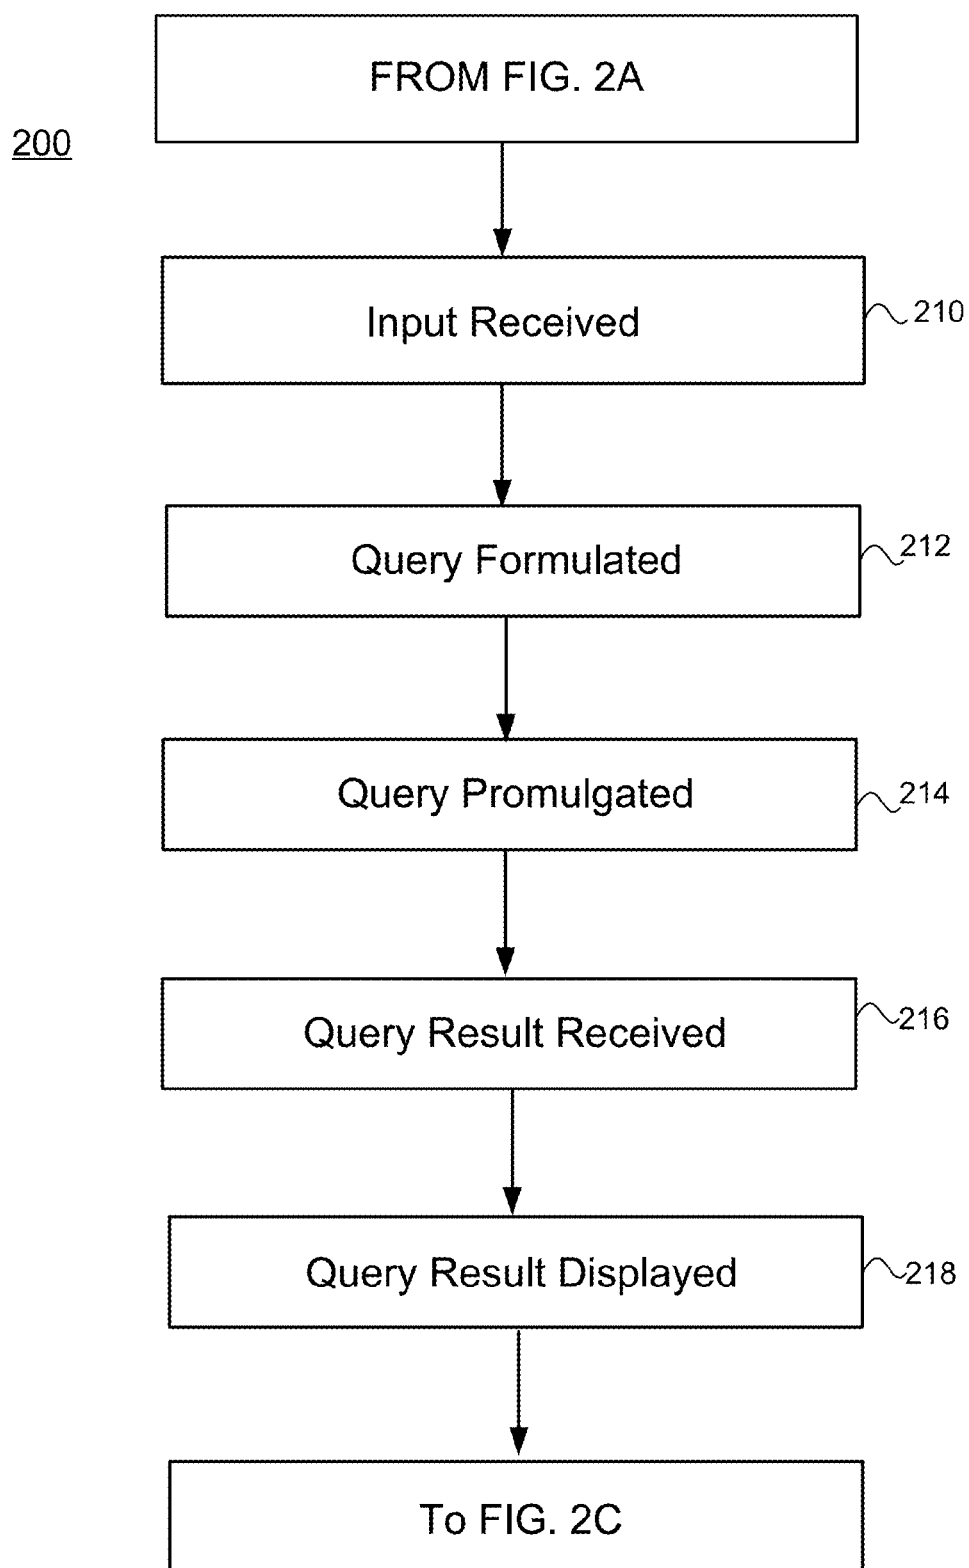 FROM FIG. 2A
200
Input Received
210
Query Formulated
212
Query Promulgated
214
Query Result Received
216
Query Result Displayed
218
To FIG. 2C